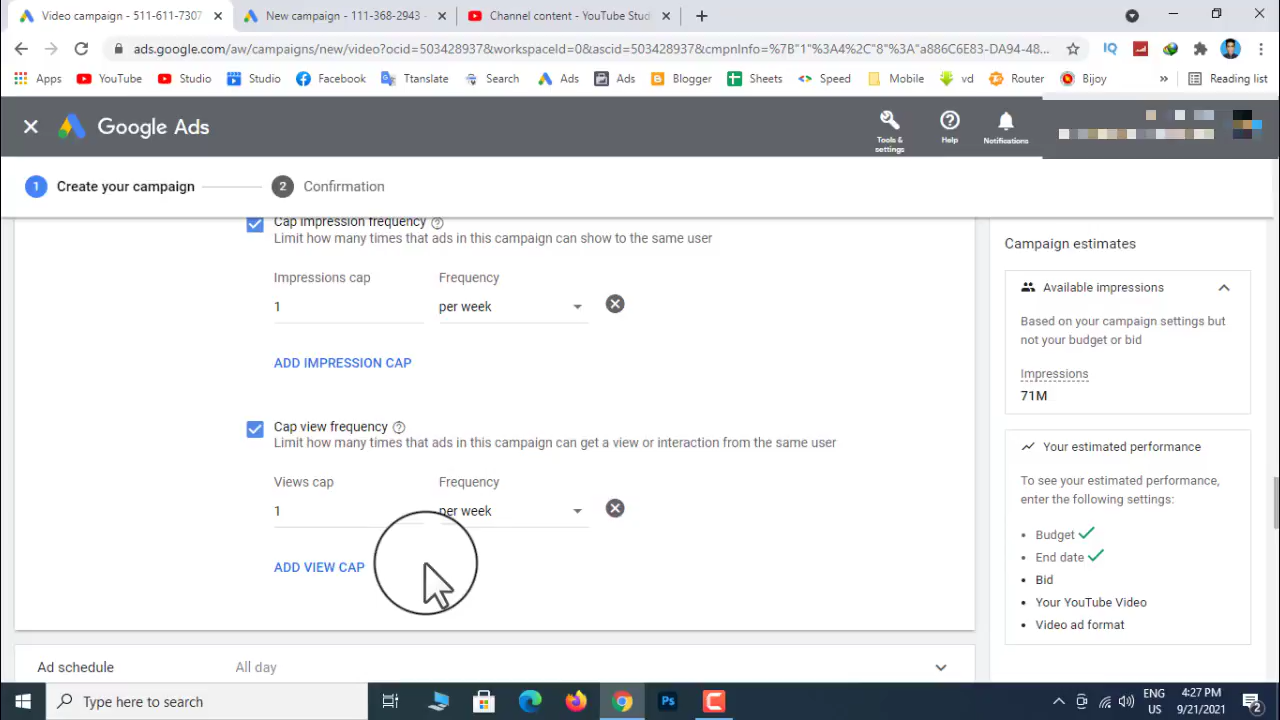 Video campaign - 511-611-7307
New campaign - 111-368-2943
Channel content - YouTube Stud
ads.google.com/aw/campaigns/new/video?ocid=503428937&workspaceId=0&ascid=503428937&cmpnInfo=%7B"1"%3A4%2C"8"%3A"a886C6E83-DA94-48...
IQ
Apps
YouTube
Studio
Studio
Facebook
Translate
Search
Ads
Ads
Blogger
Sheets
Speed
Mobile
vd
Router
Bijoy
»
Reading list
Google Ads
Tools & settings
Help
Notifications
1 Create your campaign
2 Confirmation
Cap impression frequency
Limit how many times that ads in this campaign can show to the same user
Impressions cap
Frequency
1
per week
ADD IMPRESSION CAP
Cap view frequency
Limit how many times that ads in this campaign can get a view or interaction from the same user
Views cap
Frequency
1
per week
ADD VIEW CAP
Ad schedule
All day
Campaign estimates
Available impressions
Based on your campaign settings but
not your budget or bid
Impressions
71M
Your estimated performance
To see your estimated performance,
enter the following settings:
• Budget
• End date
• Bid
• Your YouTube Video
• Video ad format
Type here to search
Ps
ENG
US
4:27 PM
9/21/2021
2